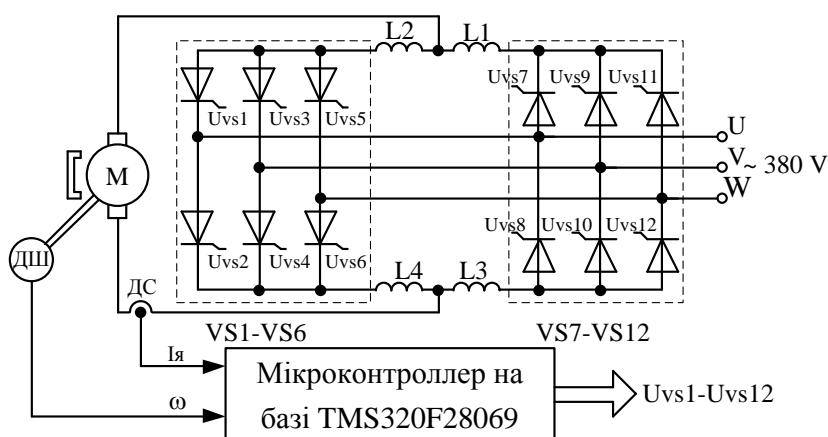 L2 L1
Uvs7 Uvs9 Uvs11
Uvs1 Uvs3 Uvs5
U
V ~ 380 V
W
М
Uvs8 Uvs10 Uvs12
Uvs2 Uvs4 Uvs6
ДШ
L4 L3
ДС
VS1-VS6 VS7-VS12
Iя
Мікроконтроллер на
базі TMS320F28069
Uvs1-Uvs12
ω